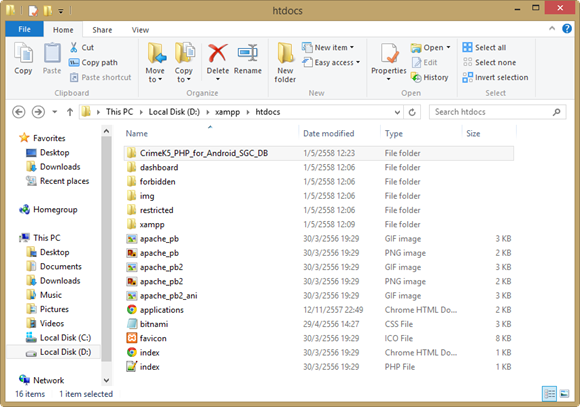 htdocs
File Home Share View
Copy Paste Cut Copy path Paste shortcut Clipboard
Move to Copy to Delete Rename Organize
New folder New item Easy access New
Properties Open Edit History Open
Select all Select none Invert selection Select
This PC Local Disk (D:) xampp htdocs Search htdocs
Favorites
Desktop
Downloads
Recent places
Homegroup
This PC
Desktop
Documents
Downloads
Music
Pictures
Videos
Local Disk (C:)
Local Disk (D:)
Network
Name Date modified Type Size
CrimeK5_PHP_for_Android_SGC_DB 1/5/2558 12:23 File folder
dashboard 1/5/2558 12:06 File folder
forbidden 1/5/2558 12:06 File folder
img 1/5/2558 12:06 File folder
restricted 1/5/2558 12:06 File folder
xampp 1/5/2558 12:09 File folder
apache_pb 30/3/2556 19:29 GIF image 3 KB
apache_pb 30/3/2556 19:29 PNG image 2 KB
apache_pb2 30/3/2556 19:29 GIF image 3 KB
apache_pb2 30/3/2556 19:29 PNG image 2 KB
apache_pb2_ani 30/3/2556 19:29 GIF image 3 KB
applications 12/11/2557 22:49 Chrome HTML Do... 3 KB
bitnami 29/4/2556 14:27 CSS File 3 KB
favicon 30/3/2556 19:29 ICO File 8 KB
index 30/3/2556 19:29 Chrome HTML Do... 1 KB
index 30/3/2556 19:29 PHP File 1 KB
16 items 1 item selected